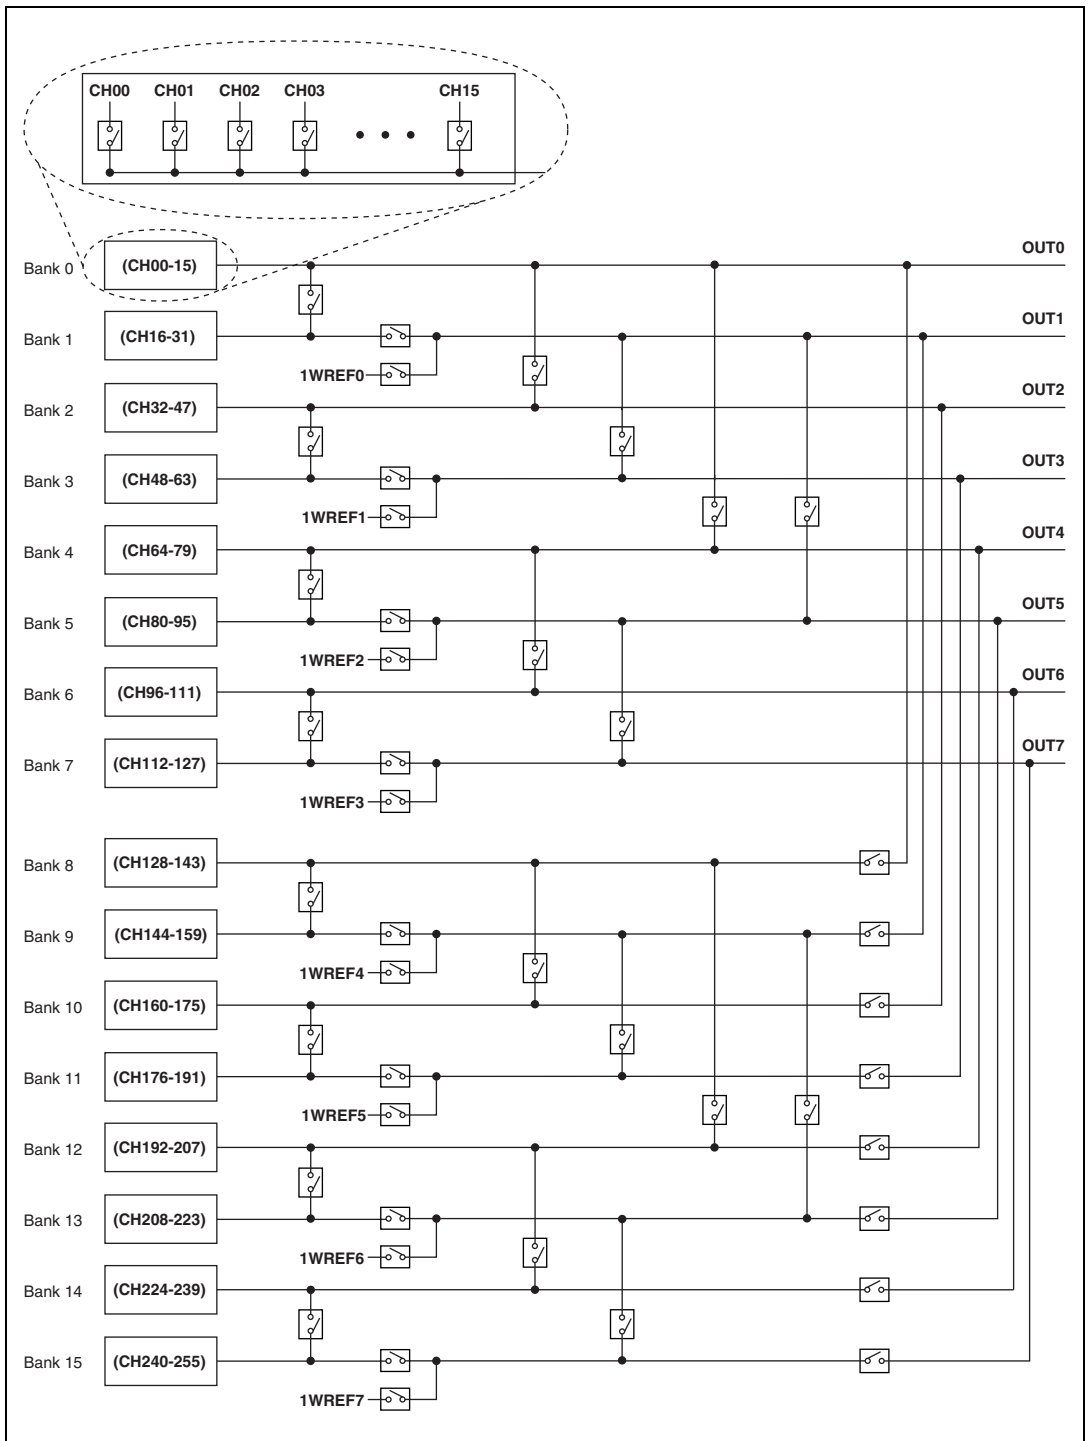 CH00 CH01 CH02 CH03 CH15
OUT0
Bank 0 (CH00-15)
OUT1
Bank 1 (CH16-31)
1WREF0
OUT2
Bank 2 (CH32-47)
OUT3
Bank 3 (CH48-63)
1WREF1
OUT4
Bank 4 (CH64-79)
OUT5
Bank 5 (CH80-95)
1WREF2
OUT6
Bank 6 (CH96-111)
OUT7
Bank 7 (CH112-127)
1WREF3
Bank 8 (CH128-143)
Bank 9 (CH144-159)
1WREF4
Bank 10 (CH160-175)
Bank 11 (CH176-191)
1WREF5
Bank 12 (CH192-207)
Bank 13 (CH208-223)
1WREF6
Bank 14 (CH224-239)
Bank 15 (CH240-255)
1WREF7